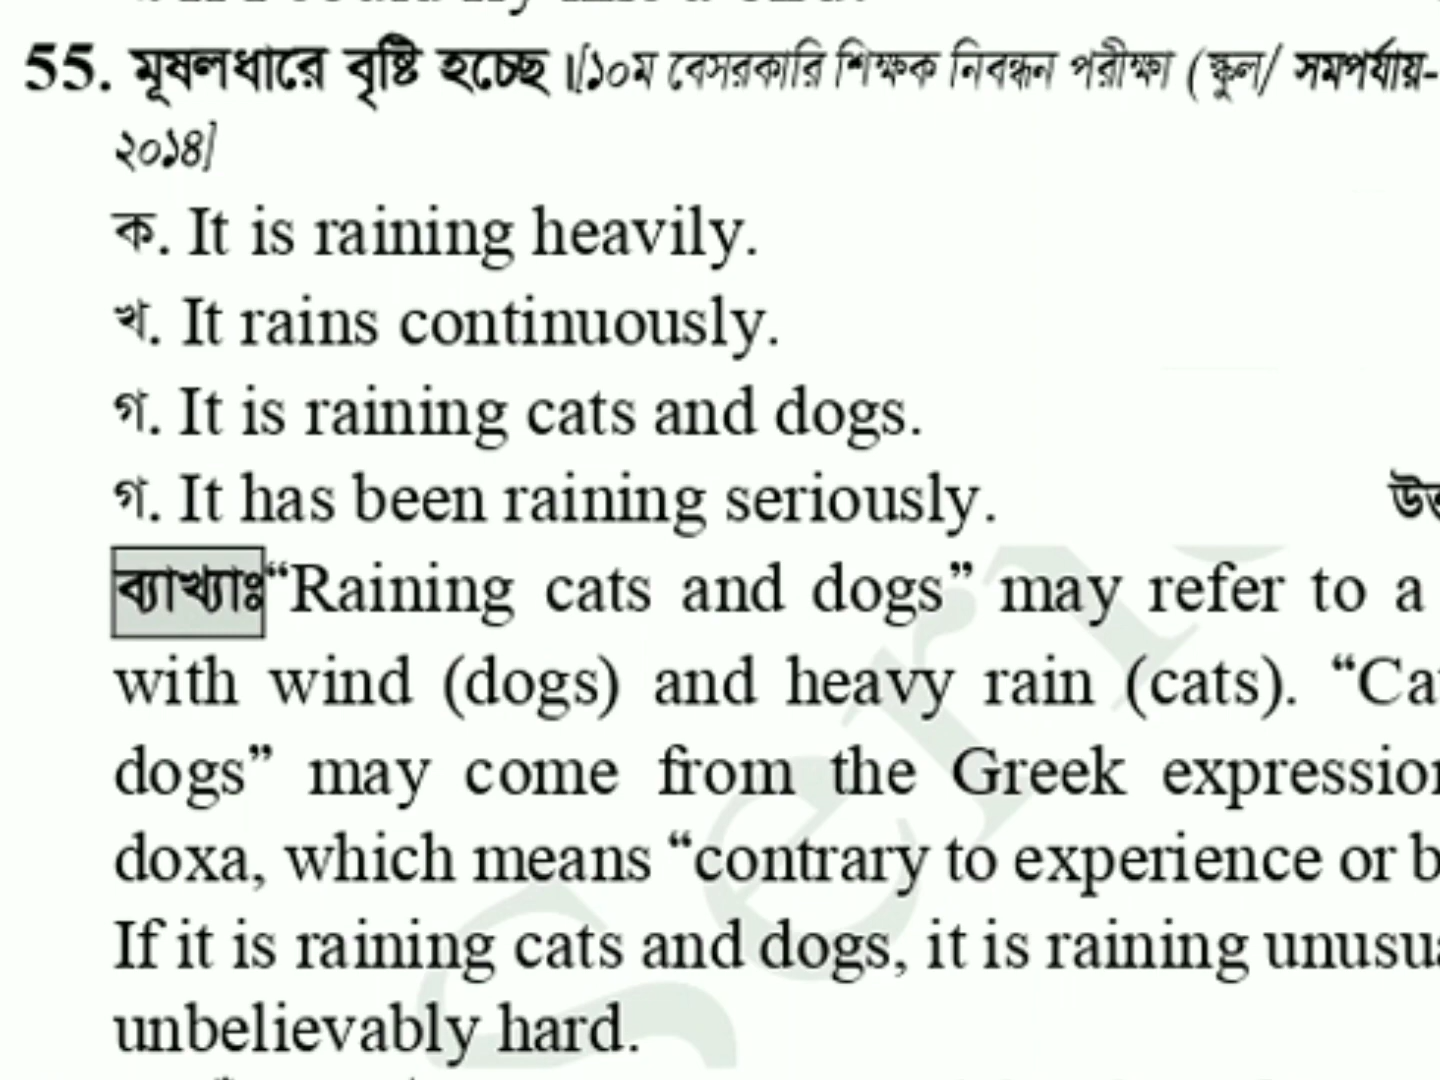 55. মূষলধারে বৃষ্টি হচ্ছে।[১০ম বেসরকারি শিক্ষক নিবন্ধন পরীক্ষা (স্কুল/ সমপর্যায়-
২০১৪]
ক. It is raining heavily.
খ. It rains continuously.
গ. It is raining cats and dogs.
গ. It has been raining seriously.
ব্যাখ্যাঃ “Raining cats and dogs” may refer to a
with wind (dogs) and heavy rain (cats).
dogs” may come from the Greek
doxa, which means “contrary to experience or
If it is raining cats and dogs, it is raining
unbelievably hard.